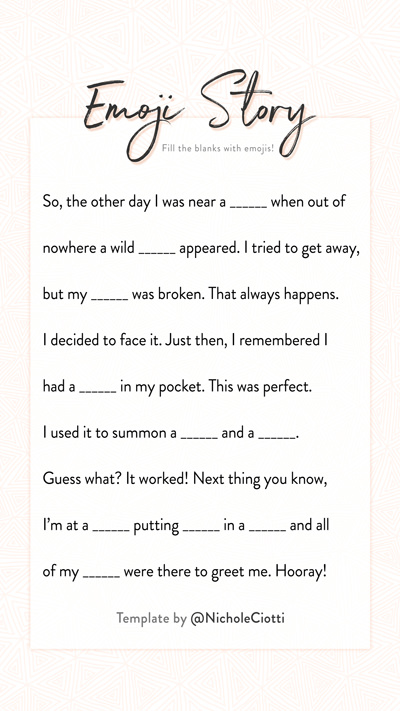 Emoji Story
Fill the blanks with emojis!
So, the other day I was near a ______ when out of
nowhere a wild ______ appeared. I tried to get away,
but my ______ was broken. That always happens.
I decided to face it. Just then, I remembered I
had a ______ in my pocket. This was perfect.
I used it to summon a ______ and a ______.
Guess what? It worked! Next thing you know,
I'm at a ______ putting ______ in a ______ and all
of my ______ were there to greet me. Hooray!
Template by @NicholeCiotti